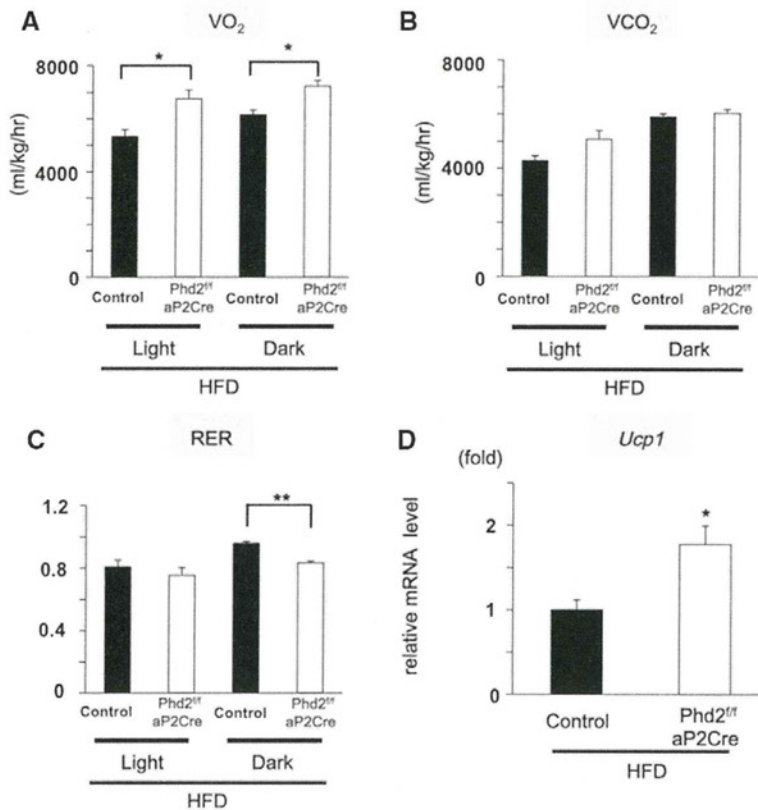 A
VO₂
*
*
8000
4000
0
(ml/kg/hr)
Control
Phd2f/f
aP2Cre
Control
Phd2f/f
aP2Cre
Light
Dark
HFD
B
VCO₂
8000
4000
0
(ml/kg/hr)
Control
Phd2f/f
aP2Cre
Control
Phd2f/f
aP2Cre
Light
Dark
HFD
C
RER
**
1.2
0.8
0.4
0
Control
Phd2f/f
aP2Cre
Control
Phd2f/f
aP2Cre
Light
Dark
HFD
D
Ucp1
(fold)
*
2
1
0
relative mRNA level
Control
Phd2f/f
aP2Cre
HFD